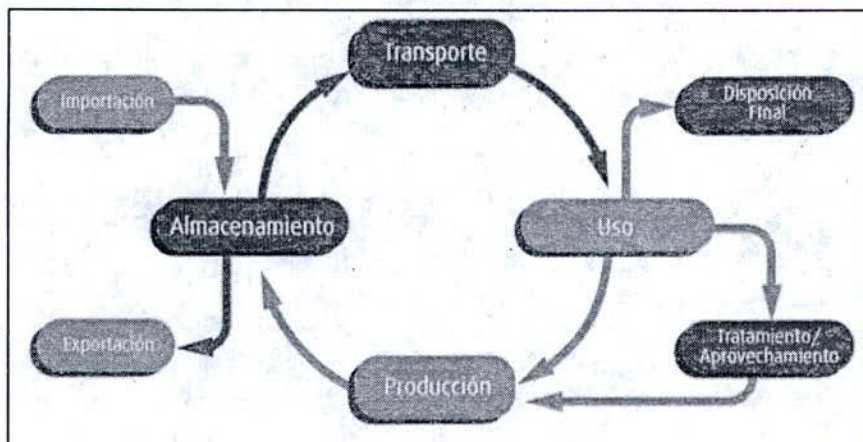 Transporte
Importación
Disposición
Final
Almacenamiento
Uso
Exportación
Tratamiento/
Aprovechamiento
Producción